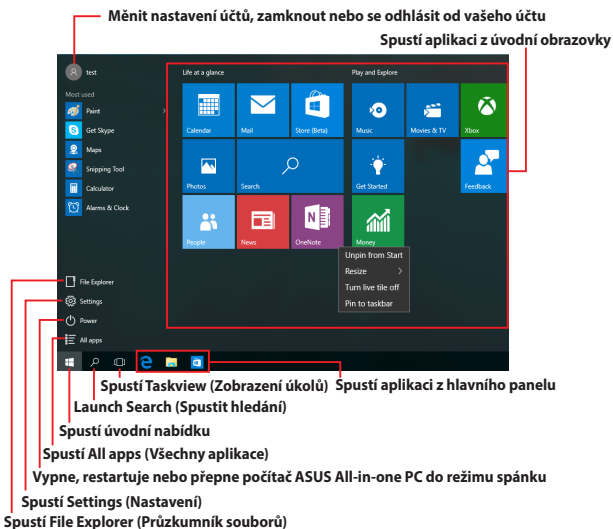 Měnit nastavení účtů, zamknout nebo se odhlásit od vašeho účtu
Spustí aplikaci z úvodní obrazovky
test
Life at a glance
Play and Explore
Most used
Paint
Get Skype
Maps
Snipping Tool
Calculator
Alarms & Clock
Calendar
Mail
Store (Beta)
Music
Movies & TV
Xbox
Photos
Search
Get Started
Feedback
People
News
OneNote
Money
Unpin from Start
Resize
Turn live tile off
Pin to taskbar
File Explorer
Settings
Power
All apps
Spustí Taskview (Zobrazení úkolů)
Spustí aplikaci z hlavního panelu
Launch Search (Spustit hledání)
Spustí úvodní nabídku
Spustí All apps (Všechny aplikace)
Vypne, restartuje nebo přepne počítač ASUS All-in-one PC do režimu spánku
Spustí Settings (Nastavení)
Spustí File Explorer (Průzkumník souborů)